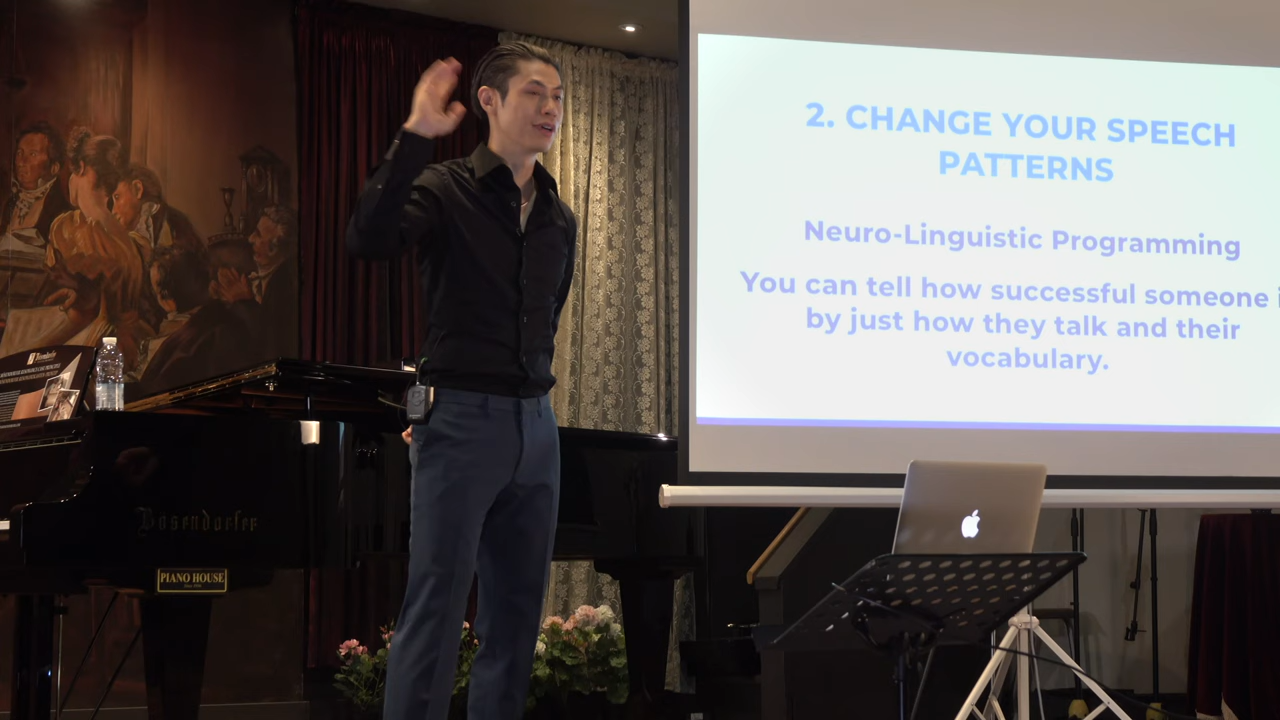 2. CHANGE YOUR SPEECH
PATTERNS
Neuro-Linguistic Programming
You can tell how successful someone
by just how they talk and their
vocabulary.
Bösendorfer
PIANO HOUSE